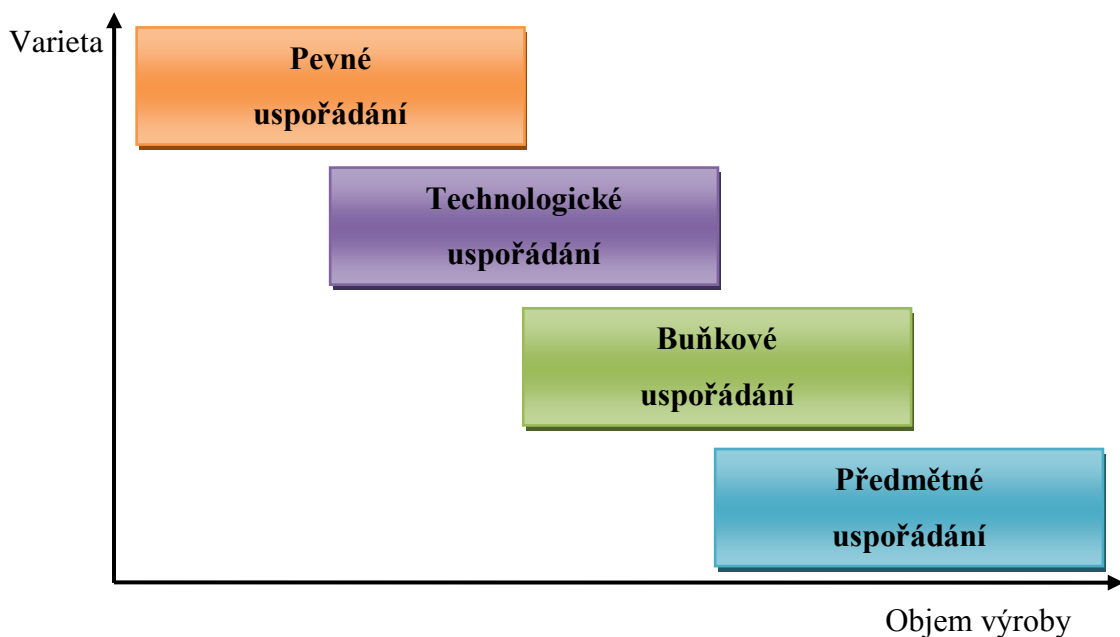 Varieta
Pevné
uspořádání
Technologické
uspořádání
Buňkové
uspořádání
Předmětné
uspořádání
Objem výroby